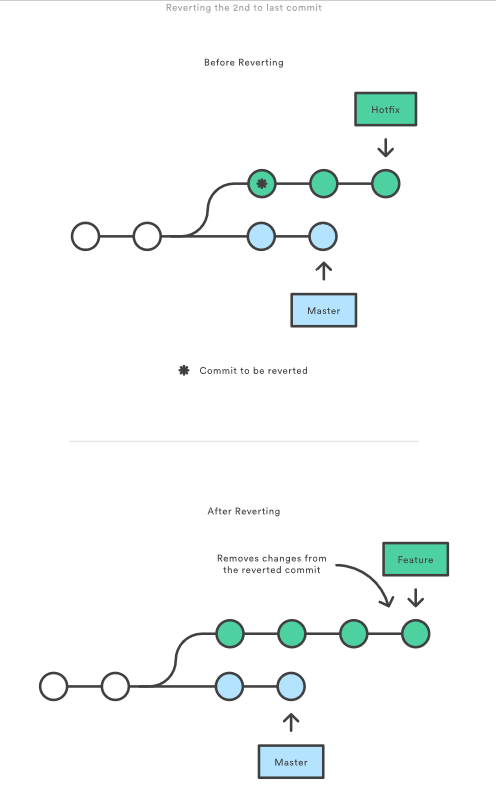 Reverting the 2nd to last commit
Before Reverting
Hotfix
Master
Commit to be reverted
After Reverting
Removes changes from
the reverted commit
Feature
Master